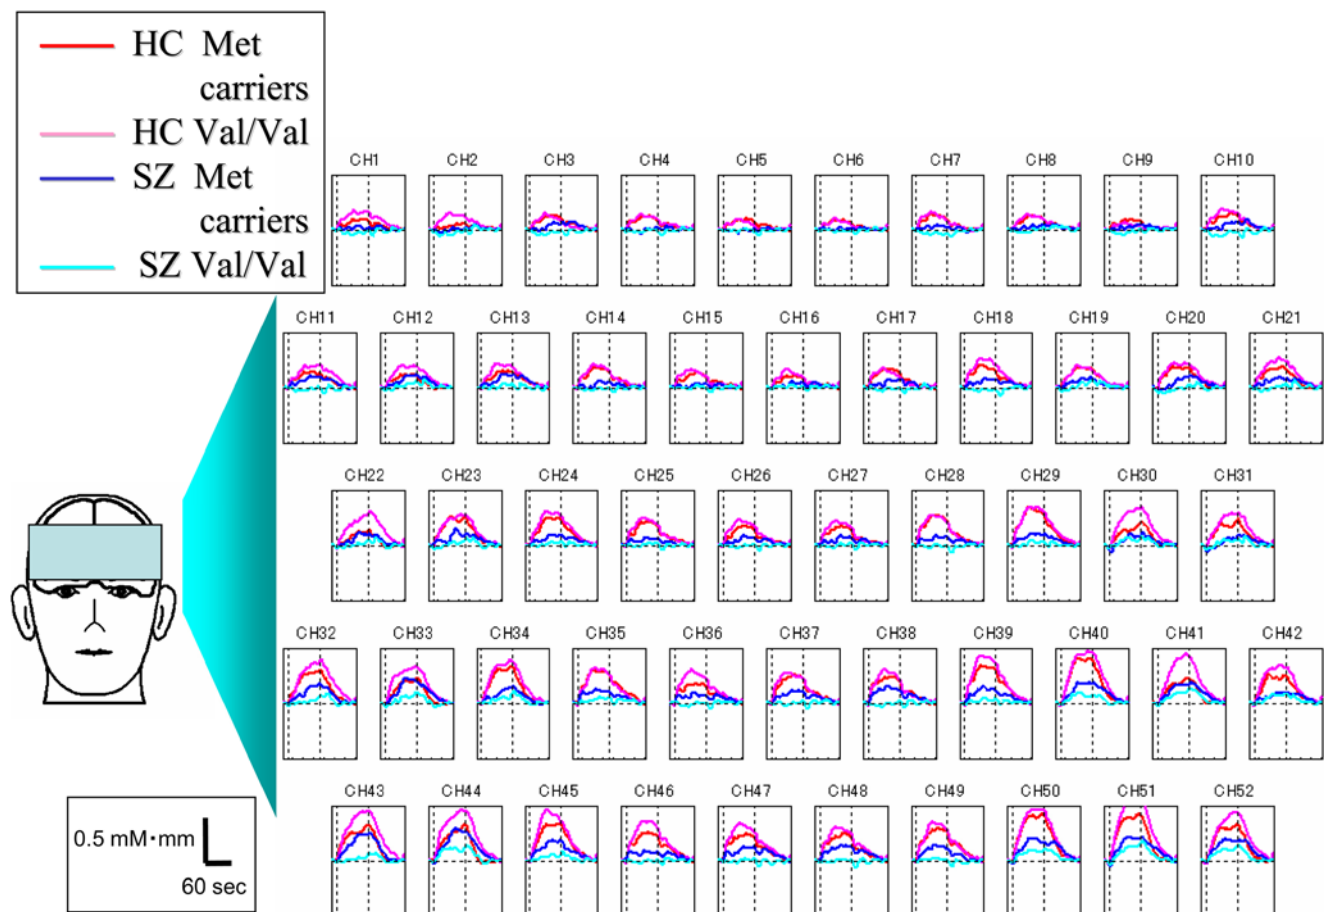 HC Met
carriers
HC Val/Val
SZ Met
carriers
SZ Val/Val
CH1 CH2 CH3 CH4 CH5 CH6 CH7 CH8 CH9 CH10
CH11 CH12 CH13 CH14 CH15 CH16 CH17 CH18 CH19 CH20 CH21
CH22 CH23 CH24 CH25 CH26 CH27 CH28 CH29 CH30 CH31
CH32 CH33 CH34 CH35 CH36 CH37 CH38 CH39 CH40 CH41 CH42
CH43 CH44 CH45 CH46 CH47 CH48 CH49 CH50 CH51 CH52
0.5 mM・mm
60 sec